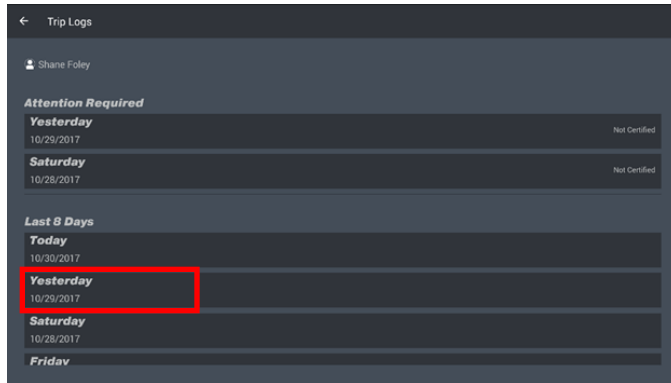 Trip Logs
Shane Foley
Attention Required
Yesterday
10/29/2017
Not Certified
Saturday
10/28/2017
Not Certified
Last 8 Days
Today
10/30/2017
Yesterday
10/29/2017
Saturday
10/28/2017
Friday